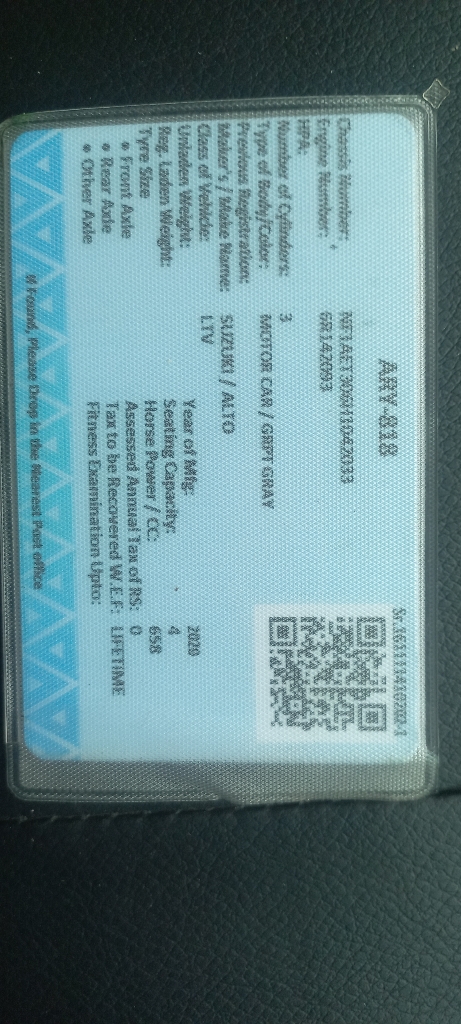 Sr.161111410202-1
ARY-818
Chassis Number: NF1AET306H1042033
Engine Number: 6R142093
HPA:
Number of Cylinders: 3
Type of Body/Color: MOTOR CAR / GRPT GRAY
Previous Registration:
Maker's / Make Name: SUZUKI / ALTO
Class of Vehicle: LTV
Unladen Weight: Year of Mfg: 2020
Reg. Laden Weight: Seating Capacity: 4
Tyre Size Horse Power / CC: 658
• Front Axle Assessed Annual Tax of RS: 0
• Rear Axle Tax to be Recovered W.E.F: LIFETIME
• Other Axle Fitness Examination Upto:
If Found, Please Drop in the Nearest Post office